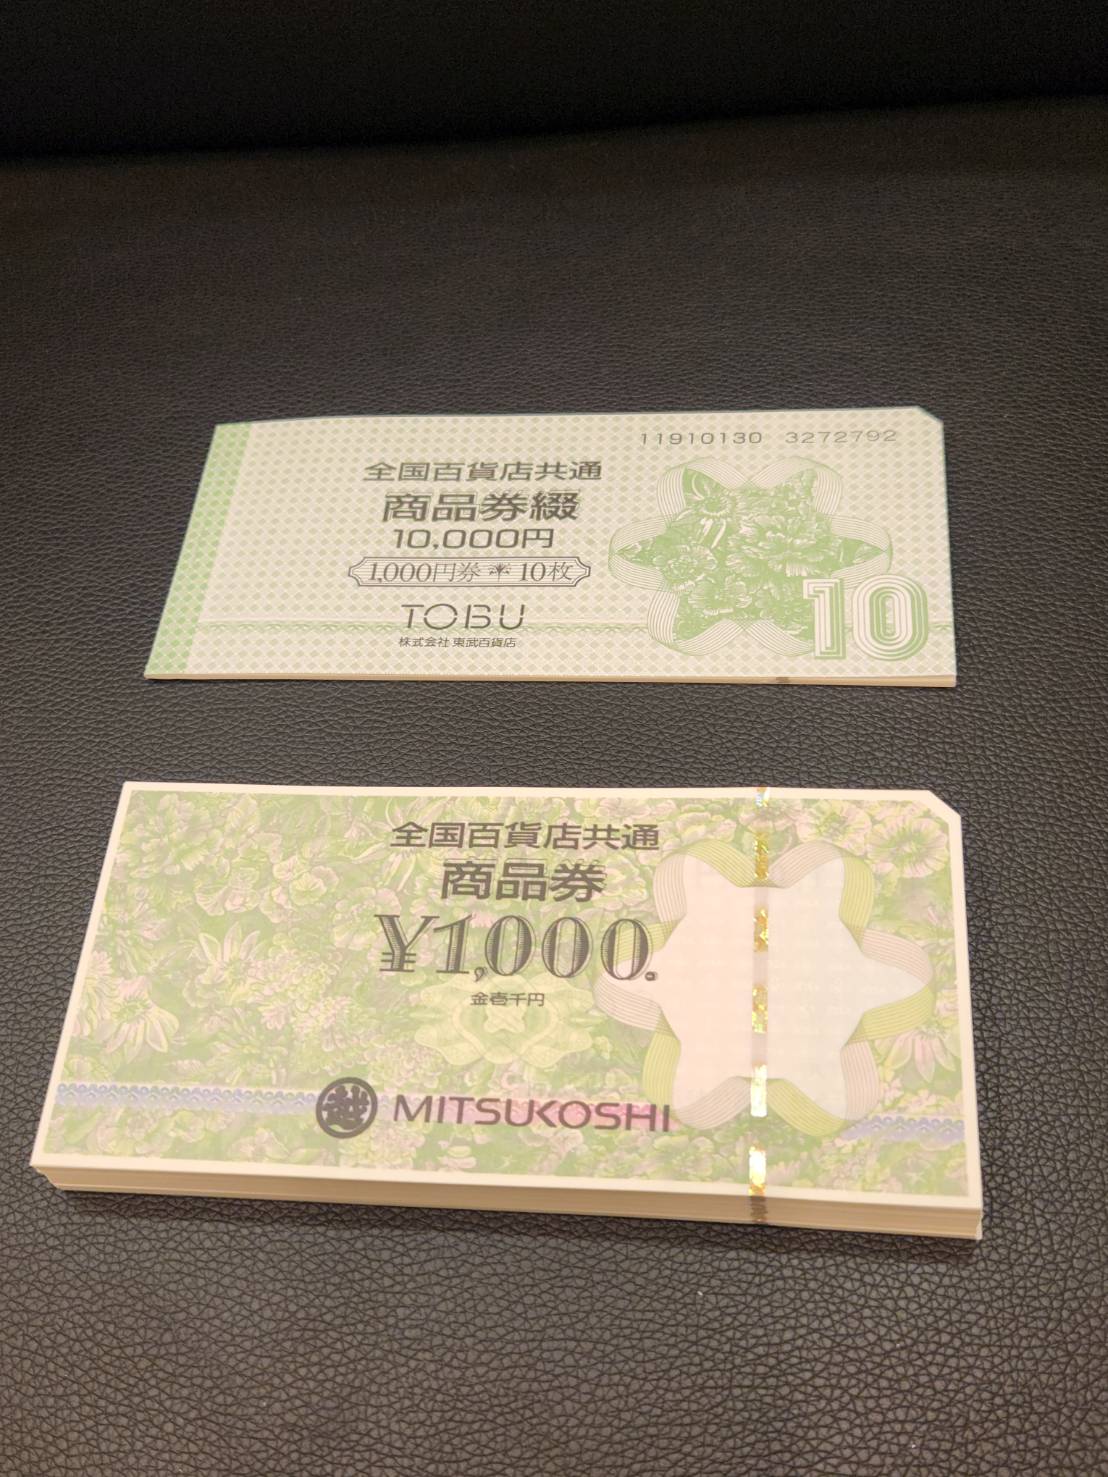 11910130 3272792
全国百貨店共通
商品券綴
10,000円
1,000円券 10枚
TOBU
株式会社 東武百貨店
10
全国百貨店共通
商品券
¥1,000.
金壱千円
越 MITSUKOSHI